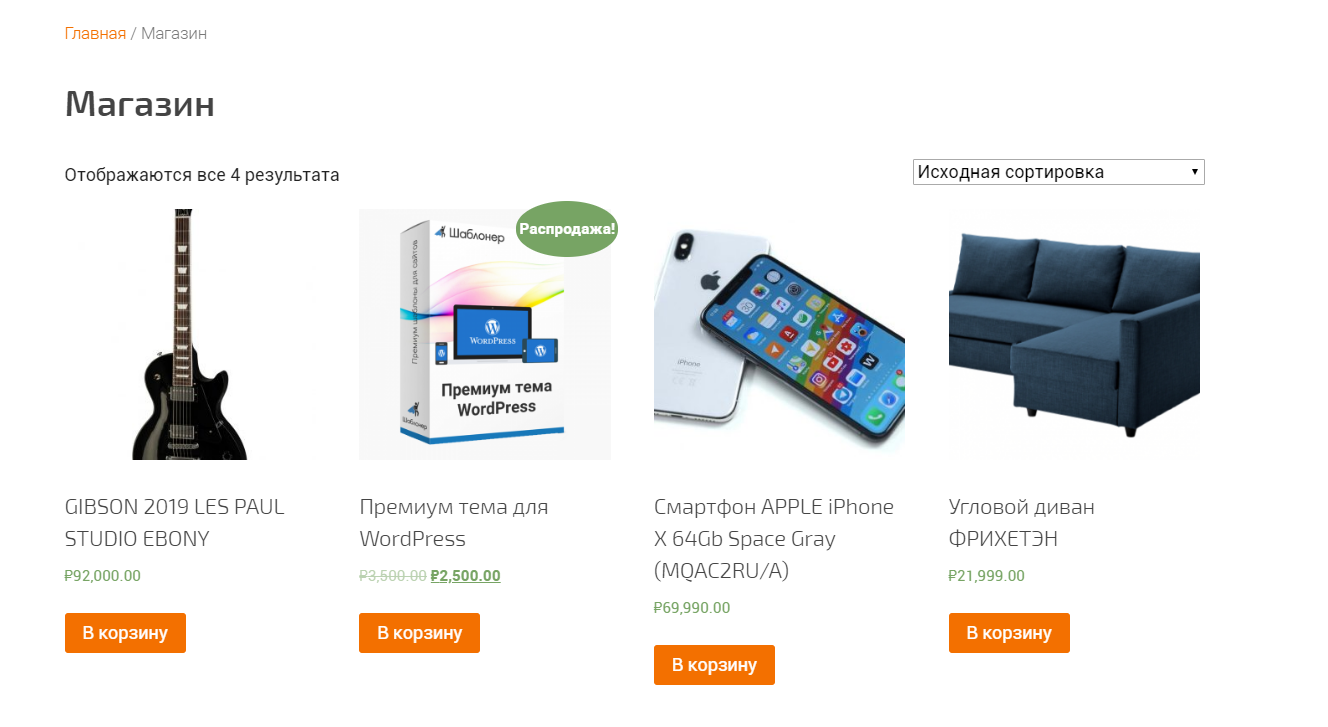 Главная / Магазин
Магазин
Отображаются все 4 результата
Исходная сортировка
Распродажа!
Шаблонер
Премиум шаблоны для сайтов
WordPress
Премиум тема
WordPress
Шаблонер
iPhone
GIBSON 2019 LES PAUL
STUDIO EBONY
₽92,000.00
В корзину
Премиум тема для
WordPress
₽3,500.00 ₽2,500.00
В корзину
Смартфон APPLE iPhone
X 64Gb Space Gray
(MQAC2RU/A)
₽69,990.00
В корзину
Угловой диван
ФРИХЕТЭН
₽21,999.00
В корзину